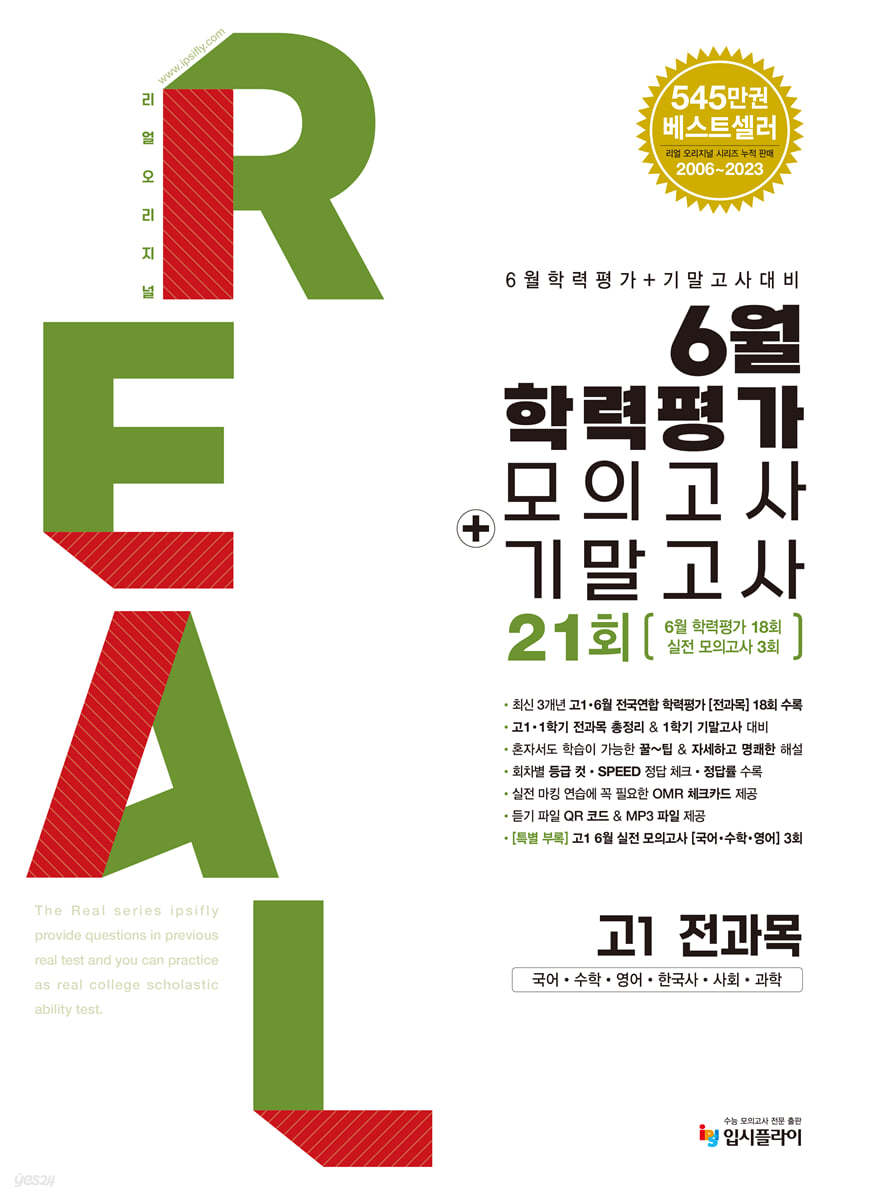 www.ipsifly.com
리얼오리지널
REAL
545만권
베스트셀러
리얼 오리지널 시리즈 누적 판매
2006~2023
6월학력평가+기말고사대비
6월
학력평가
모의고사
+
기말고사
21회 [ 6월 학력평가 18회
실전 모의고사 3회 ]
• 최신 3개년 고1•6월 전국연합 학력평가 [전과목] 18회 수록
• 고1•1학기 전과목 총정리 & 1학기 기말고사 대비
• 혼자서도 학습이 가능한 꿀~팁 & 자세하고 명쾌한 해설
• 회차별 등급 컷 • SPEED 정답 체크 • 정답률 수록
• 실전 마킹 연습에 꼭 필요한 OMR 체크카드 제공
• 듣기 파일 QR 코드 & MP3 파일 제공
• [특별 부록] 고1 6월 실전 모의고사 [국어•수학•영어] 3회
The Real series ipsifly
provide questions in previous
real test and you can practice
as real college scholastic
ability test.
고1 전과목
국어 • 수학 • 영어 • 한국사 • 사회 • 과학
수능 모의고사 전문 출판
ipsi 입시플라이
yes24